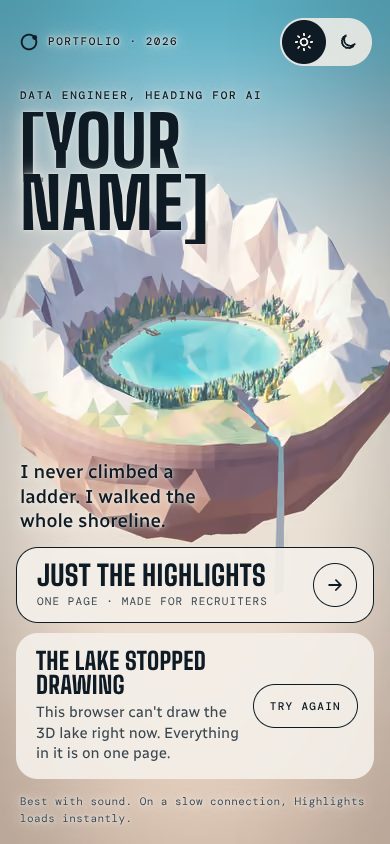 PORTFOLIO · 2026
DATA ENGINEER, HEADING FOR AI
[YOUR
NAME]
I never climbed a
ladder. I walked the
whole shoreline.
JUST THE HIGHLIGHTS
ONE PAGE · MADE FOR RECRUITERS
THE LAKE STOPPED
DRAWING
This browser can't draw the
3D lake right now. Everything
in it is on one page.
TRY AGAIN
Best with sound. On a slow connection, Highlights
loads instantly.